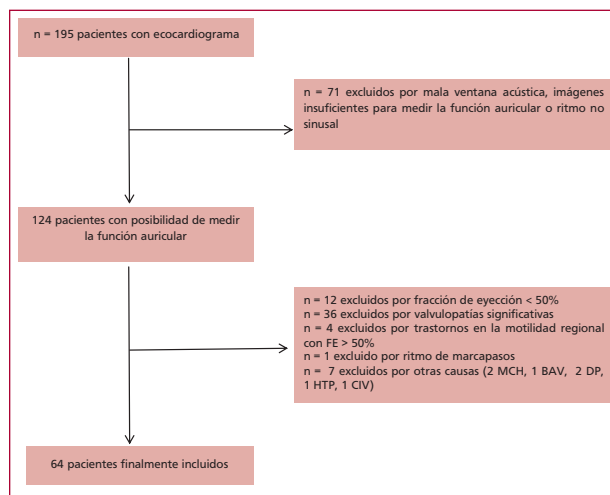 n = 195 pacientes con ecocardiograma
n = 71 excluidos por mala ventana acústica, imágenes
insuficientes para medir la función auricular o ritmo no
sinusal
124 pacientes con posibilidad de medir
la función auricular
n = 12 excluidos por fracción de eyección < 50%
n = 36 excluidos por valvulopatías significativas
n = 4 excluidos por trastornos en la motilidad regional
con FE > 50%
n = 1 excluido por ritmo de marcapasos
n = 7 excluidos por otras causas (2 MCH, 1 BAV, 2 DP,
1 HTP, 1 CIV)
64 pacientes finalmente incluidos